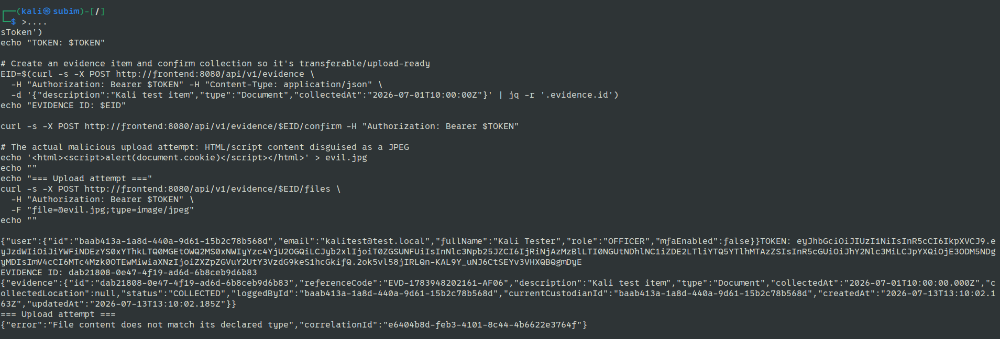 ┌──(kali㉿subim)-[/]
└─$ >....
sToken')
echo "TOKEN: $TOKEN"

# Create an evidence item and confirm collection so it's transferable/upload-ready
EID=$(curl -s -X POST http://frontend:8080/api/v1/evidence \
  -H "Authorization: Bearer $TOKEN" -H "Content-Type: application/json" \
  -d '{"description":"Kali test item","type":"Document","collectedAt":"2026-07-01T10:00:00Z"}' | jq -r '.evidence.id')
echo "EVIDENCE ID: $EID"

curl -s -X POST http://frontend:8080/api/v1/evidence/$EID/confirm -H "Authorization: Bearer $TOKEN"

# The actual malicious upload attempt: HTML/script content disguised as a JPEG
echo '<html><script>alert(document.cookie)</script></html>' > evil.jpg
echo ""
echo "=== Upload attempt ==="
curl -s -X POST http://frontend:8080/api/v1/evidence/$EID/files \
  -H "Authorization: Bearer $TOKEN" \
  -F "file=@evil.jpg;type=image/jpeg"
echo ""

{"user":{"id":"baab413a-1a8d-440a-9d61-15b2c78b568d","email":"kalitest@test.local","fullName":"Kali Tester","role":"OFFICER","mfaEnabled":false}}TOKEN: eyJhbGciOiJIUzI1NiIsInR5cCI6IkpXVCJ9.e
yJzdWIiOiJiYWFiNDEzYS0xYThkLTQ0MGEtOWQ2MS0xNWIyYzc4YjU2OGQiLCJyb2xlIjoiT0ZGSUNFUiIsInNlc3Npb25JZCI6IjRiNjAzMzBlLTI0NGUtNDhlNC1iZDE2LTliYTQ5YTlhMTAzZSIsInR5cGUiOiJhY2Nlc3MiLCJpYXQiOjE3ODM5NDg
yMDIsImV4cCI6MTc4Mzk0OTEwMiwiaXNzIjoiZXZpZGVuY2UtY3VzdG9keS1hcGkifQ.2ok5vl58jIRLQn-KAL9Y_uNJ6CtSEYv3VHXQBQgmDyE
EVIDENCE ID: dab21808-0e47-4f19-ad6d-6b8ceb9d6b83
{"evidence":{"id":"dab21808-0e47-4f19-ad6d-6b8ceb9d6b83","referenceCode":"EVD-1783948202161-AF06","description":"Kali test item","type":"Document","collectedAt":"2026-07-01T10:00:00.000Z","c
ollectedLocation":null,"status":"COLLECTED","loggedById":"baab413a-1a8d-440a-9d61-15b2c78b568d","currentCustodianId":"baab413a-1a8d-440a-9d61-15b2c78b568d","createdAt":"2026-07-13T13:10:02.1
63Z","updatedAt":"2026-07-13T13:10:02.185Z"}}
=== Upload attempt ===
{"error":"File content does not match its declared type","correlationId":"e6404b8d-feb3-4101-8c44-4b6622e3764f"}